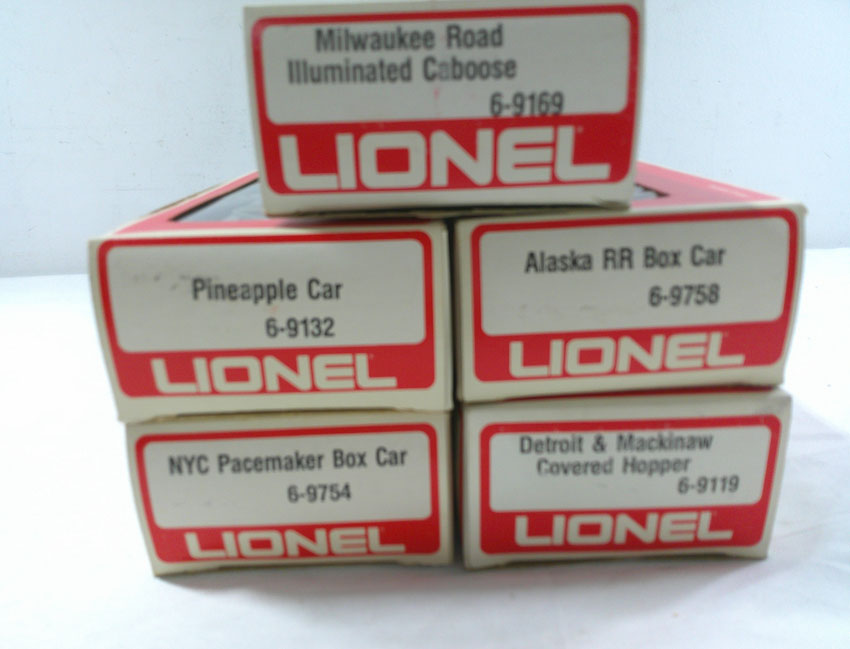 Milwaukee Road
Illuminated Caboose
6-9169
LIONEL
Pineapple Car
6-9132
LIONEL
Alaska RR Box Car
6-9758
LIONEL
NYC Pacemaker Box Car
6-9754
LIONEL
Detroit & Mackinaw
Covered Hopper
6-9119
LIONEL